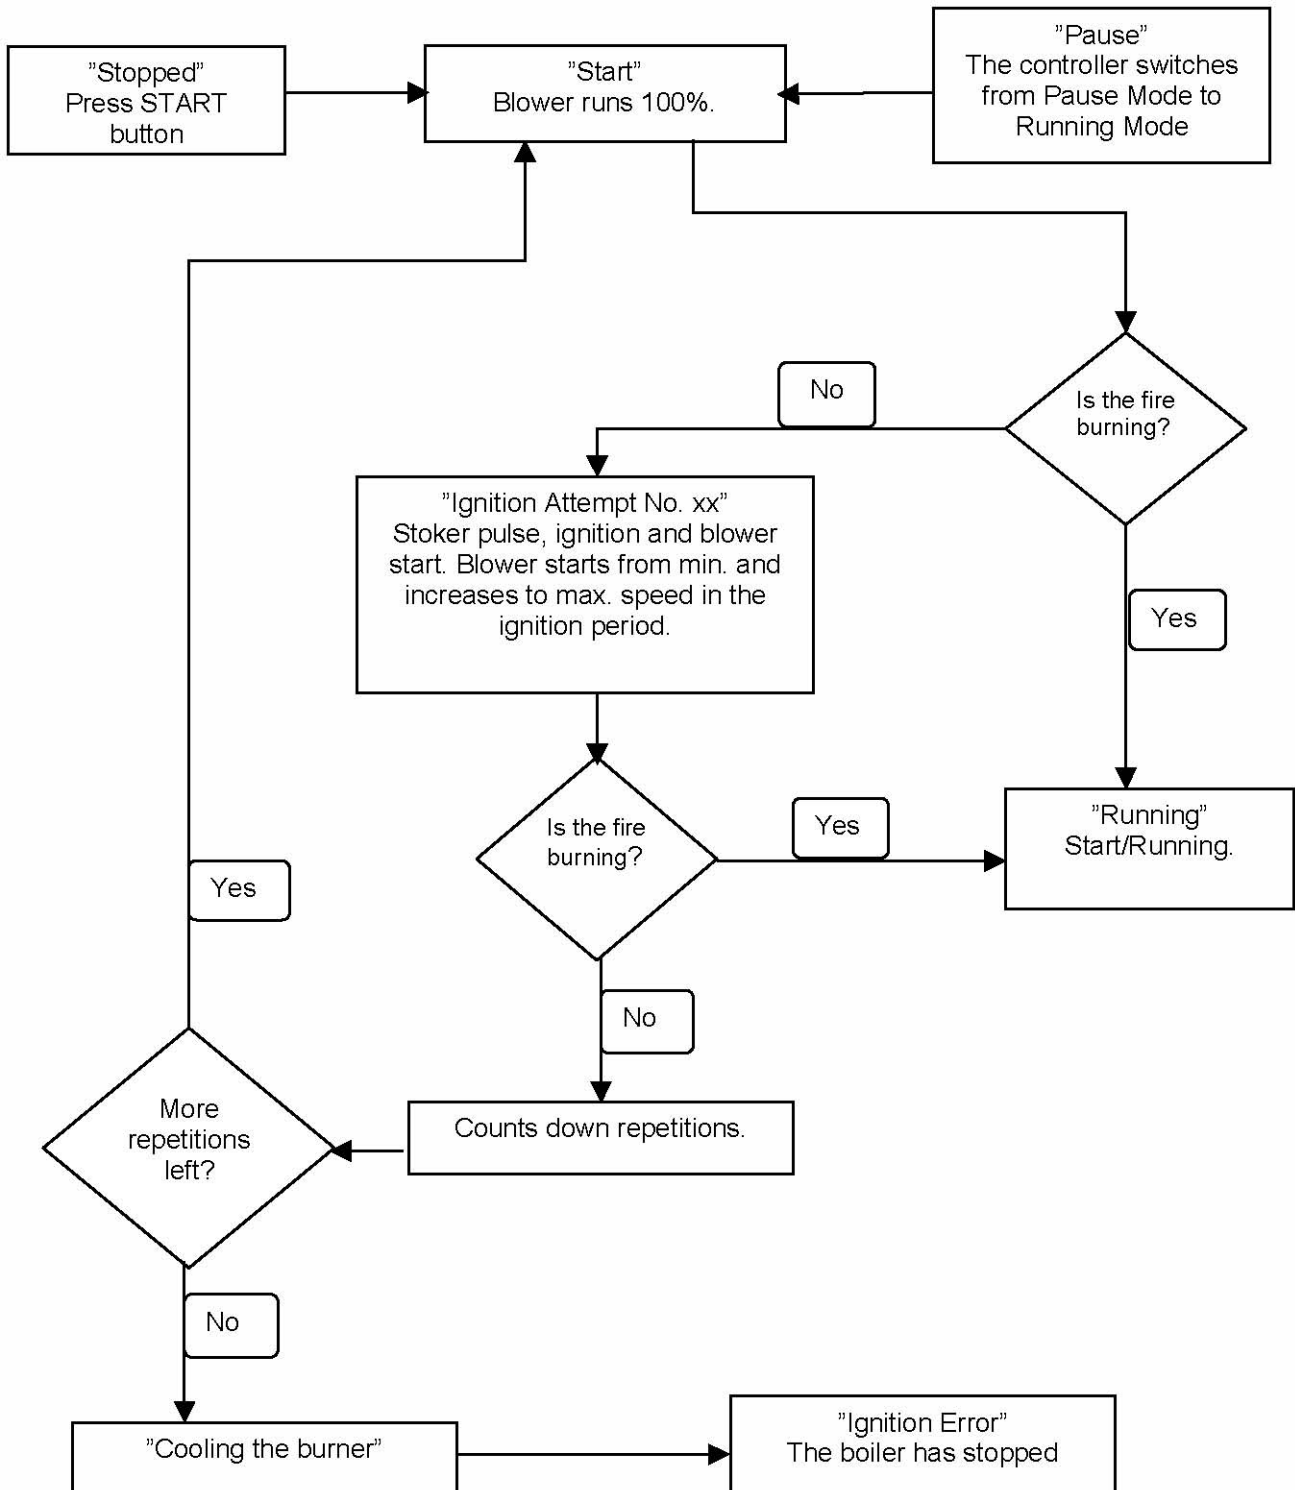 ”Stopped”
Press START
button
”Start”
Blower runs 100%.
”Pause”
The controller switches
from Pause Mode to
Running Mode
No
Is the fire
burning?
”Ignition Attempt No. xx”
Stoker pulse, ignition and blower
start. Blower starts from min. and
increases to max. speed in the
ignition period.
Yes
Is the fire
burning?
Yes
”Running”
Start/Running.
Yes
No
More
repetitions
left?
Counts down repetitions.
No
”Cooling the burner”
”Ignition Error”
The boiler has stopped